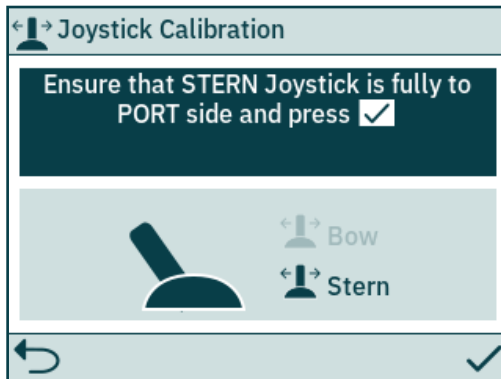 Joystick Calibration
Ensure that STERN Joystick is fully to
PORT side and press
Bow
Stern